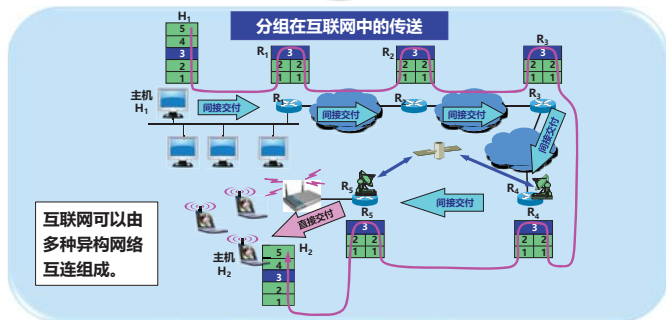 分组在互联网中的传送
H1
5
4
3
2
1
R1
3
2 2
1 1
R2
3
2 2
1 1
R3
3
2 2
1 1
主机
H1
间接交付
R1
间接交付
R2
间接交付
R3
间接交付
R5
间接交付
R4
直接交付
互联网可以由
多种异构网络
互连组成。
主机
H2
H2
5
4
3
2
1
R5
3
2 2
1 1
R4
3
2 2
1 1